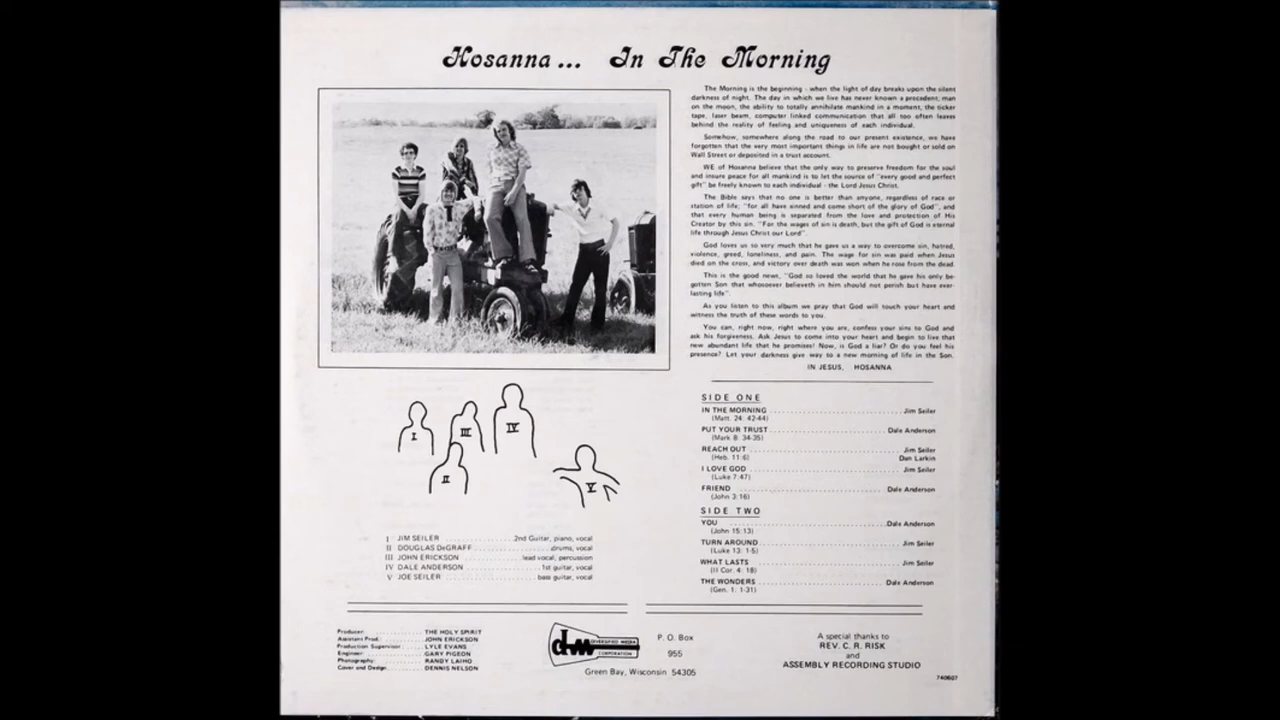 Hosanna... In The Morning
The Morning is the beginning - when the light of day breaks upon the silent
darkness of night. The day in which we live has never known a precedent; man
on the moon, the ability to totally annihilate mankind in a moment, the ticker
tape, laser beam, computer linked communication that all too often leaves
behind the reality of feeling and uniqueness of each individual.
Somehow, somewhere along the road to our present existence, we have
forgotten that the very most important things in life are not bought or sold on
Wall Street or deposited in a trust account.
WE of Hosanna believe that the only way to preserve freedom for the soul
and insure peace for all mankind is to let the source of "every good and perfect
gift" be freely known to each individual - the Lord Jesus Christ.
The Bible says that no one is better than anyone, regardless of race or
station of life; "for all have sinned and come short of the glory of God", and
that every human being is separated from the love and protection of His
Creator by this sin. "For the wages of sin is death, but the gift of God is eternal
life through Jesus Christ our Lord".
God loves us so very much that he gave us a way to overcome sin, hatred,
violence, greed, loneliness, and pain. The wage for sin was paid when Jesus
died on the cross, and victory over death was won when he rose from the dead.
This is the good news, "God so loved the world that he gave his only be-
gotten Son that whosoever believeth in him should not perish but have ever-
lasting life".
As you listen to this album we pray that God will touch your heart and
witness the truth of these words to you.
You can, right now, right where you are, confess your sins to God and
ask his forgiveness. Ask Jesus to come into your heart and begin to live that
new abundant life that he promises! Now, is God a liar? Or do you feel his
presence? Let your darkness give way to a new morning of life in the Son.
IN JESUS, HOSANNA
I
III
IV
II
V
I JIM SEILER 2nd Guitar, piano, vocal
II DOUGLAS DeGRAFF drums, vocal
III JOHN ERICKSON lead vocal, percussion
IV DALE ANDERSON 1st guitar, vocal
V JOE SEILER bass guitar, vocal
SIDE ONE
IN THE MORNING Jim Seiler
(Matt. 24: 42-44)
PUT YOUR TRUST Dale Anderson
(Mark 8: 34-35)
REACH OUT Jim Seiler
(Heb. 11:6) Dan Larkin
I LOVE GOD Jim Seiler
(Luke 7:47)
FRIEND Dale Anderson
(John 3:16)
SIDE TWO
YOU Dale Anderson
(John 15:13)
TURN AROUND Jim Seiler
(Luke 13: 1-5)
WHAT LASTS Jim Seiler
(II Cor. 4: 18)
THE WONDERS Dale Anderson
(Gen. 1: 1-31)
Producer: THE HOLY SPIRIT
Assistant Prod.: JOHN ERICKSON
Production Supervisor: LYLE EVANS
Engineer: GARY PIGEON
Photography: RANDY LAIHO
Cover and Design DENNIS NELSON
dm
DIVERSIFIED MEDIA
CORPORATION
P. O. Box
955
Green Bay, Wisconsin 54305
A special thanks to
REV. C. R. RISK
and
ASSEMBLY RECORDING STUDIO
740607